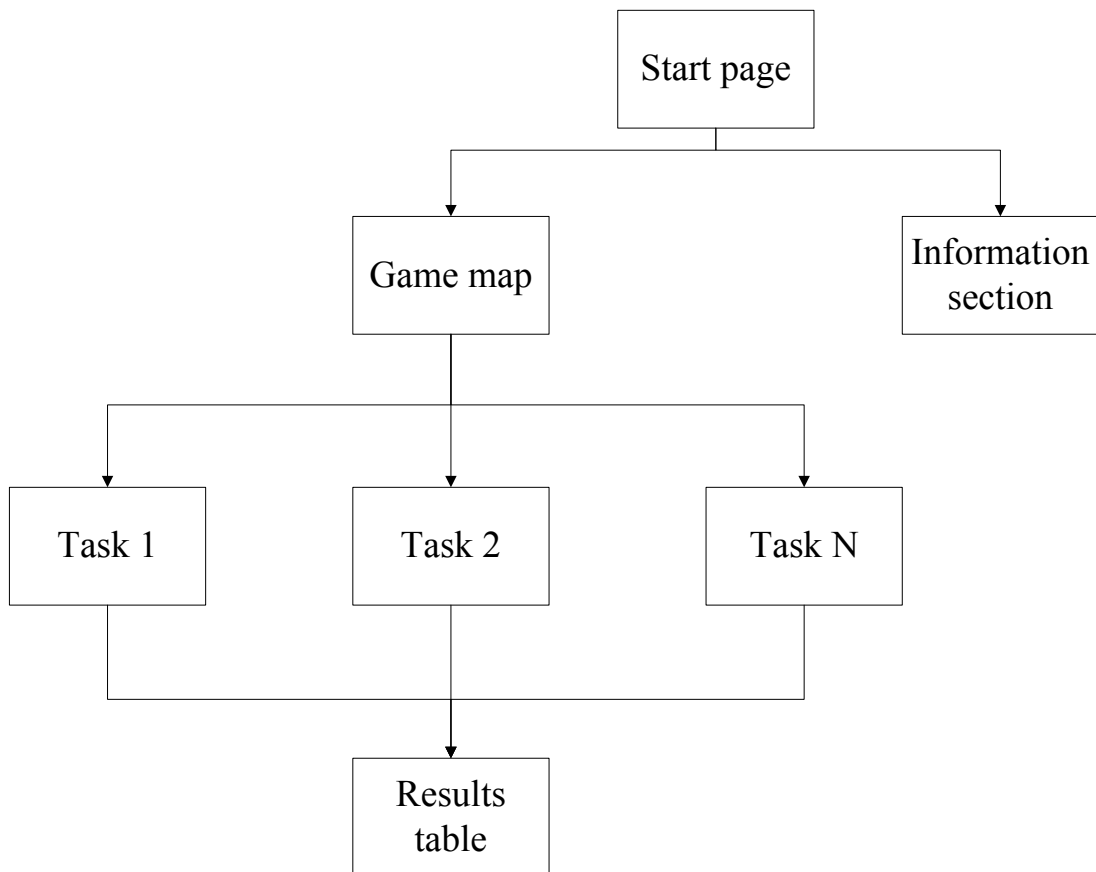 Start page
Game map
Information
section
Task 1
Task 2
Task N
Results
table